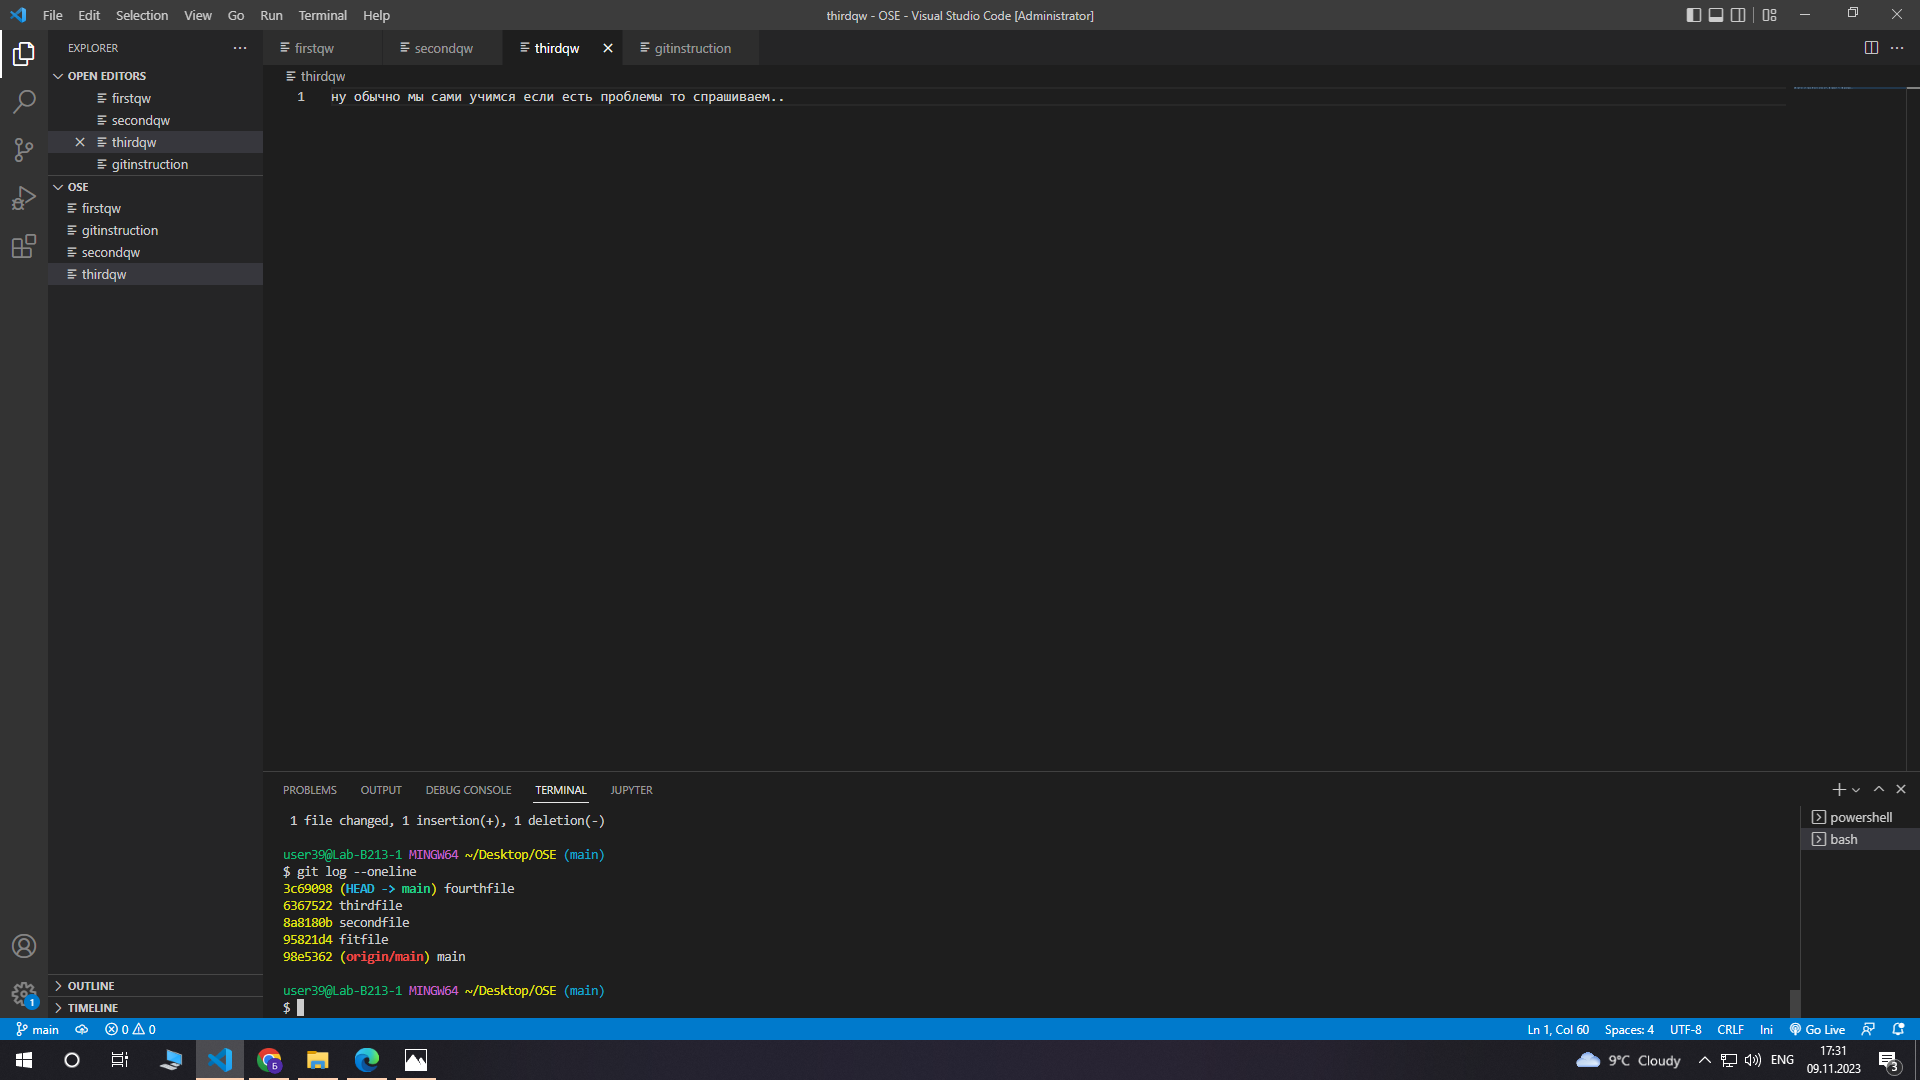 File Edit Selection View Go Run Terminal Help
thirdqw - OSE - Visual Studio Code [Administrator]
EXPLORER
OPEN EDITORS
firstqw
secondqw
thirdqw
gitinstruction
OSE
firstqw
gitinstruction
secondqw
thirdqw
OUTLINE
TIMELINE
firstqw secondqw thirdqw gitinstruction
thirdqw
1 ну обычно мы сами учимся если есть проблемы то спрашиваем..
PROBLEMS OUTPUT DEBUG CONSOLE TERMINAL JUPYTER
1 file changed, 1 insertion(+), 1 deletion(-)
user39@Lab-B213-1 MINGW64 ~/Desktop/OSE (main)
$ git log --oneline
3c69098 (HEAD -> main) fourthfile
6367522 thirdfile
8a8180b secondfile
95821d4 fitfile
98e5362 (origin/main) main
user39@Lab-B213-1 MINGW64 ~/Desktop/OSE (main)
$
powershell
bash
1
main 0 0
Ln 1, Col 60 Spaces: 4 UTF-8 CRLF Ini Go Live
Б
9°C Cloudy ENG
17:31
09.11.2023
3